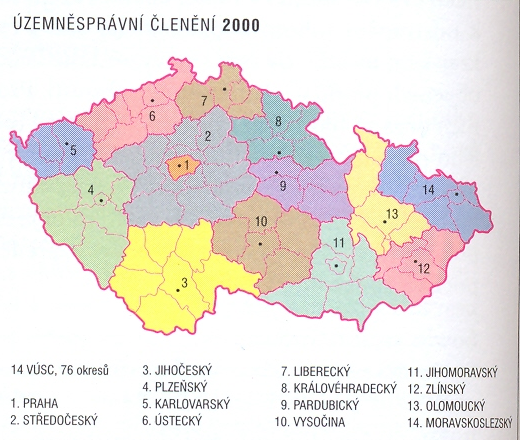 ÚZEMNĚSPRÁVNÍ ČLENĚNÍ 2000
7
6
2
8
5
1
4
9
14
13
10
11
12
3
14 VÚSC, 76 okresů
1. PRAHA
2. STŘEDOČESKÝ
3. JIHOČESKÝ
4. PLZEŇSKÝ
5. KARLOVARSKÝ
6. ÚSTECKÝ
7. LIBERECKÝ
8. KRÁLOVÉHRADECKÝ
9. PARDUBICKÝ
10. VYSOČINA
11. JIHOMORAVSKÝ
12. ZLÍNSKÝ
13. OLOMOUCKÝ
14. MORAVSKOSLEZSKÝ